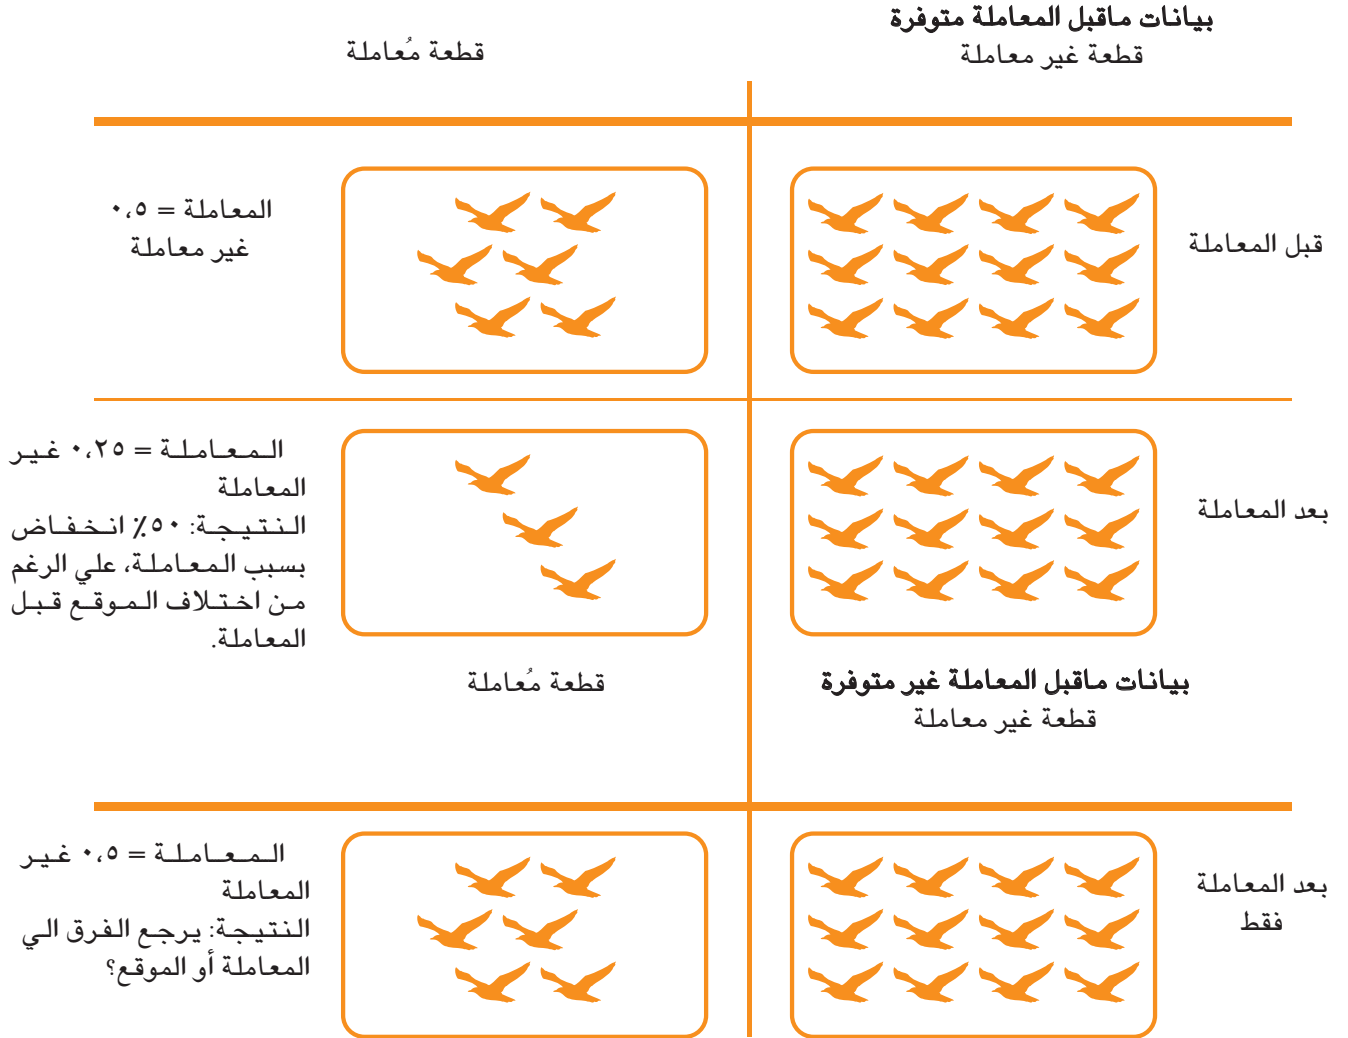 بيانات ماقبل المعاملة متوفرة
قطعة غير معاملة
قطعة مُعاملة
قبل المعاملة
المعاملة = ٠،٥
غير معاملة
بعد المعاملة
المعاملة = ٠،٢٥ غير
المعاملة
النتيجة: ٥٠٪ انخفاض
بسبب المعاملة، علي الرغم
من اختلاف الموقع قبل
المعاملة.
بيانات ماقبل المعاملة غير متوفرة
قطعة غير معاملة
قطعة مُعاملة
بعد المعاملة
فقط
المعاملة = ٠،٥ غير
المعاملة
النتيجة: يرجع الفرق الي
المعاملة أو الموقع؟